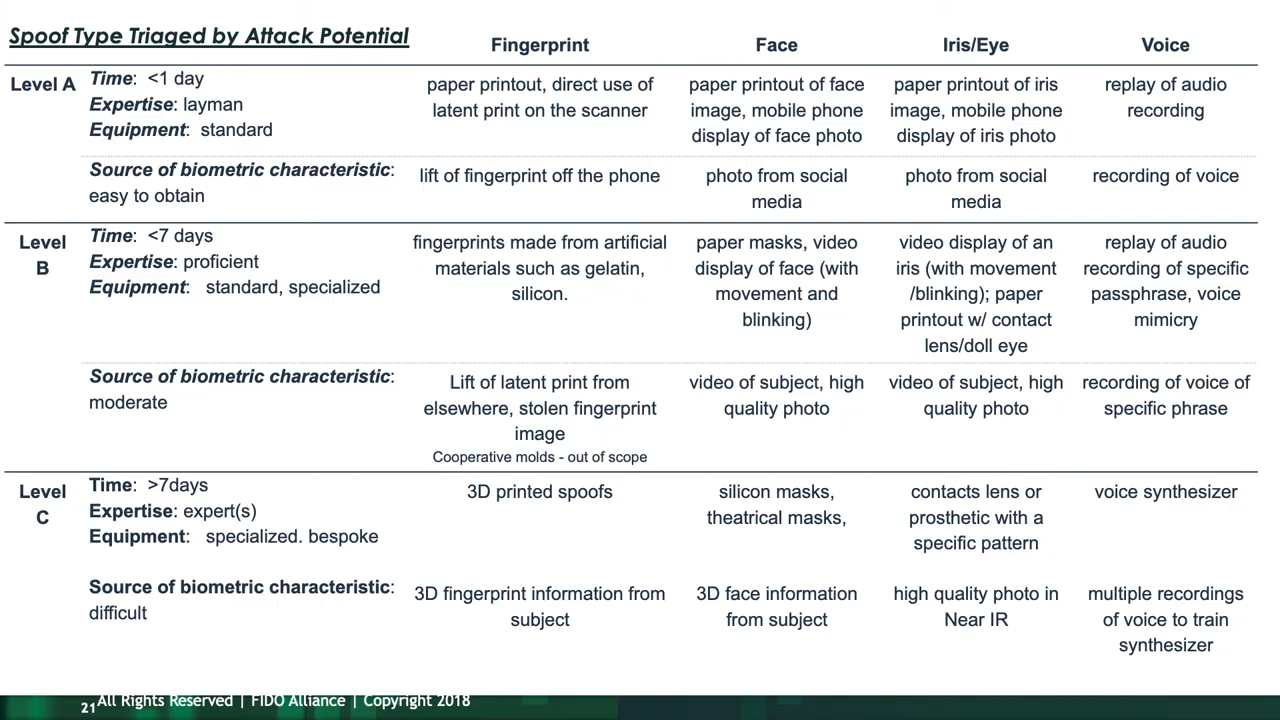 Spoof Type Triaged by Attack Potential
Fingerprint Face Iris/Eye Voice
Level A
Time: <1 day
Expertise: layman
Equipment: standard
paper printout, direct use of
latent print on the scanner
paper printout of face
image, mobile phone
display of face photo
paper printout of iris
image, mobile phone
display of iris photo
replay of audio
recording
Source of biometric characteristic:
easy to obtain
lift of fingerprint off the phone
photo from social
media
photo from social
media
recording of voice
Level
B
Time: <7 days
Expertise: proficient
Equipment: standard, specialized
fingerprints made from artificial
materials such as gelatin,
silicon.
paper masks, video
display of face (with
movement and
blinking)
video display of an
iris (with movement
/blinking); paper
printout w/ contact
lens/doll eye
replay of audio
recording of specific
passphrase, voice
mimicry
Source of biometric characteristic:
moderate
Lift of latent print from
elsewhere, stolen fingerprint
image
Cooperative molds - out of scope
video of subject, high
quality photo
video of subject, high
quality photo
recording of voice of
specific phrase
Level
C
Time: >7days
Expertise: expert(s)
Equipment: specialized. bespoke
3D printed spoofs
silicon masks,
theatrical masks,
contacts lens or
prosthetic with a
specific pattern
voice synthesizer
Source of biometric characteristic:
difficult
3D fingerprint information from
subject
3D face information
from subject
high quality photo in
Near IR
multiple recordings
of voice to train
synthesizer
21 All Rights Reserved | FIDO Alliance | Copyright 2018